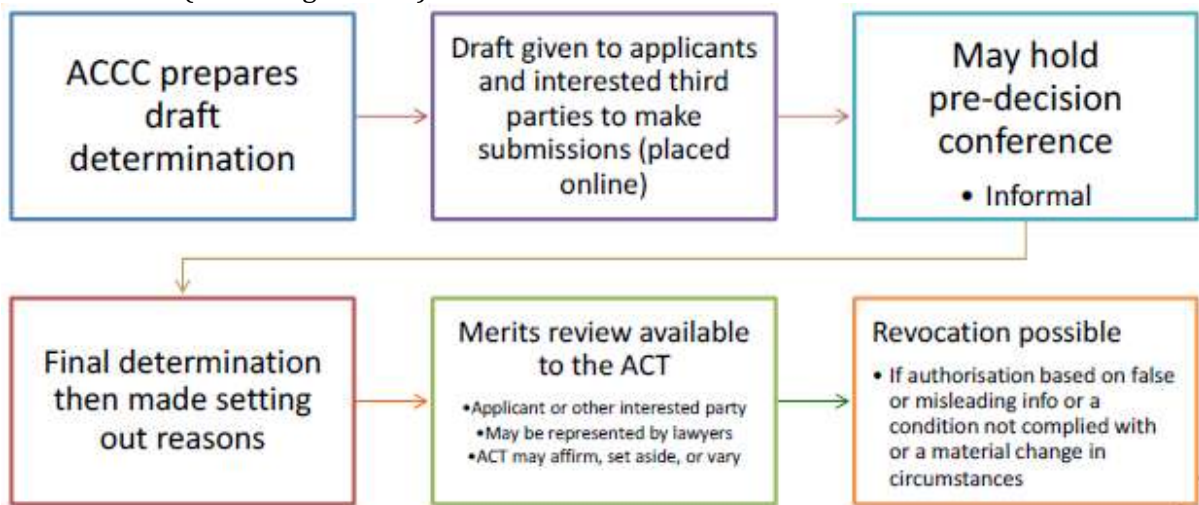 ACCC prepares
draft
determination
Draft given to applicants
and interested third
parties to make
submissions (placed
online)
May hold
pre-decision
conference
• Informal
Final determination
then made setting
out reasons
Merits review available
to the ACT
•Applicant or other interested party
•May be represented by lawyers
•ACT may affirm, set aside, or vary
Revocation possible
• If authorisation based on false
or misleading info or a
condition not complied with
or a material change in
circumstances